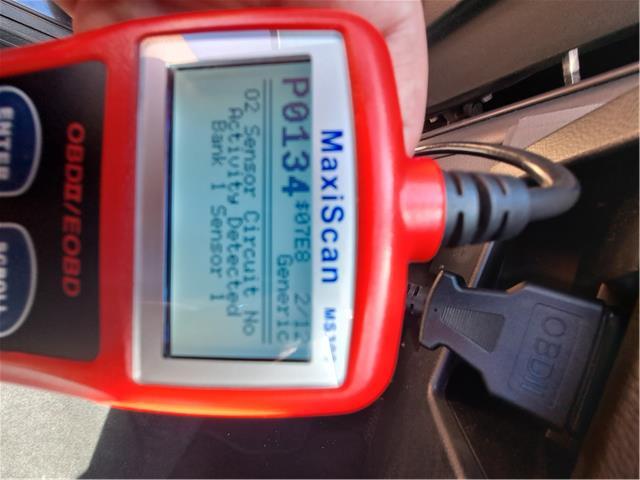 MaxiScan MS300
P0134 $07E8 2/12
Generic
O2 Sensor Circuit No
Activity Detected
Bank 1 Sensor 1
OBDII/EOBD
ENTER
SCROLL
OBDII